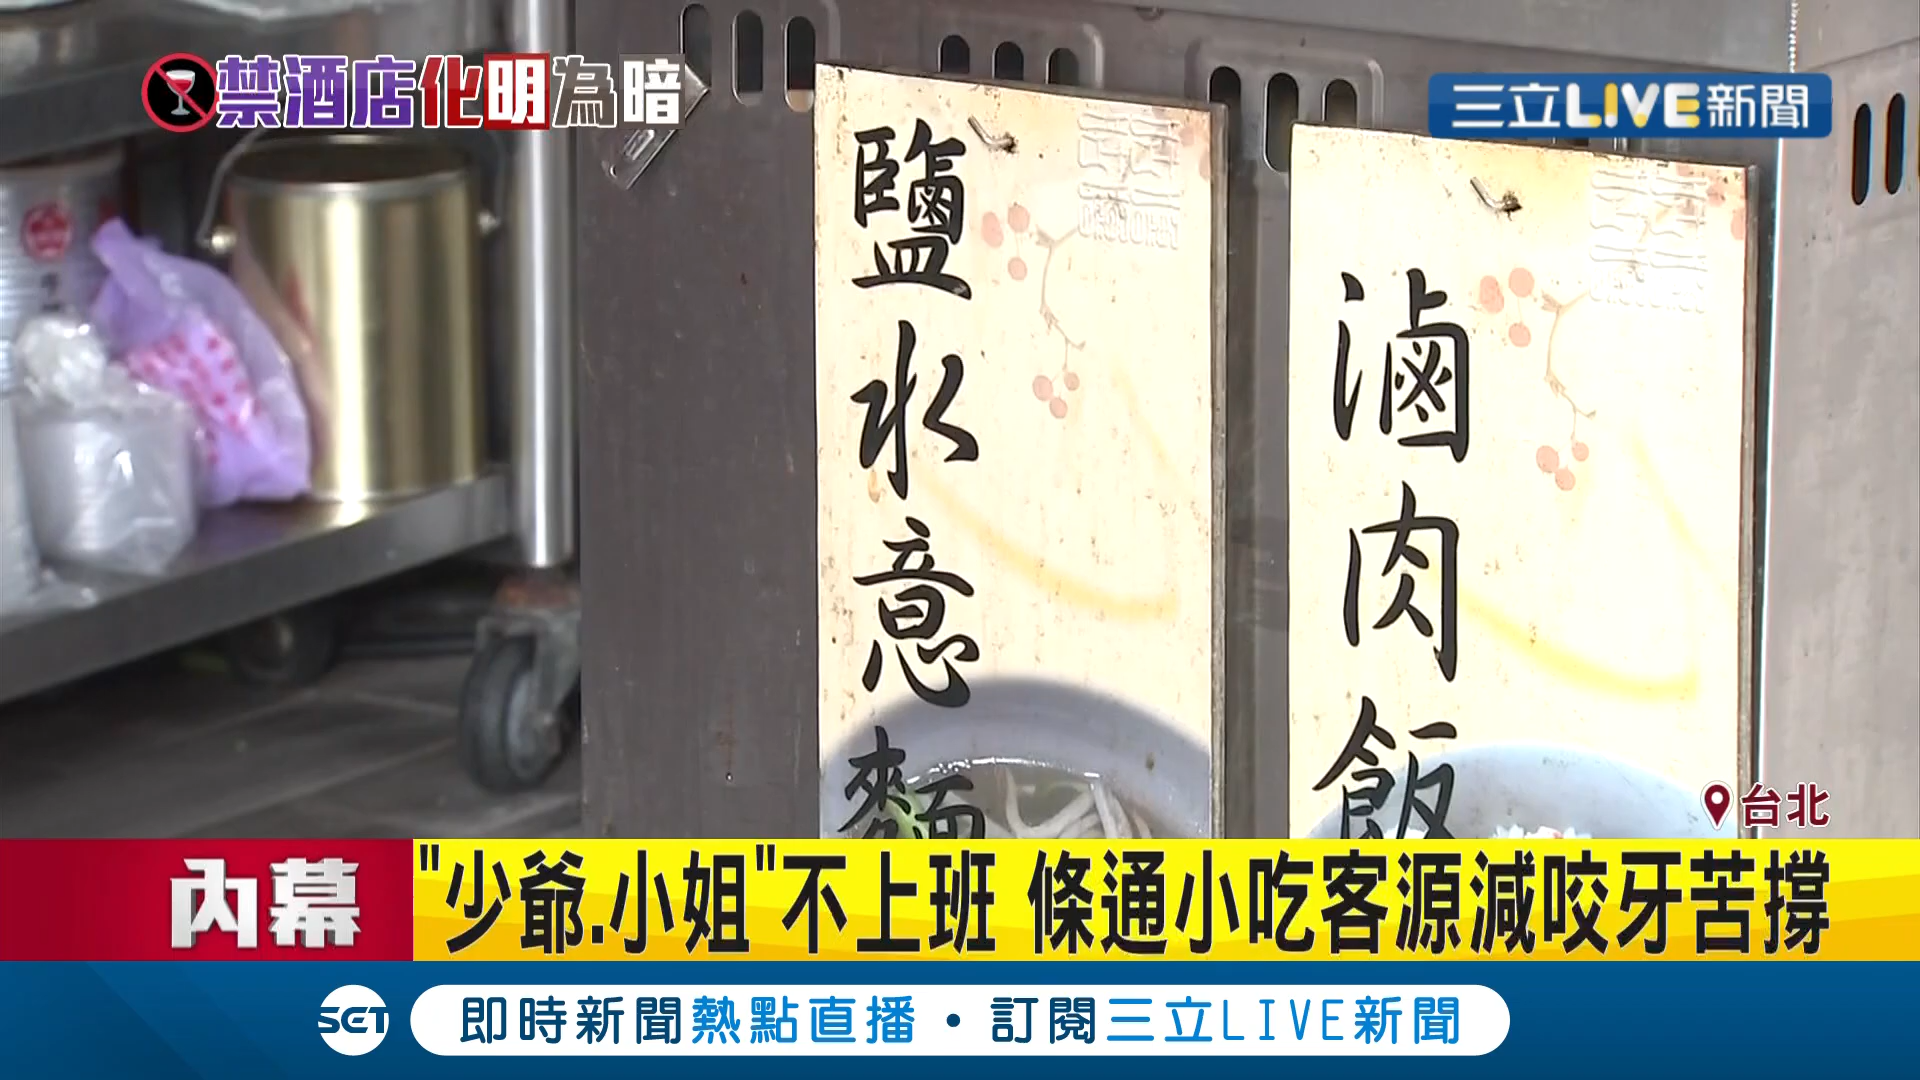 禁酒店化明為暗
三立LIVE新聞
鹽水意麵
滷肉飯
台北
內幕
"少爺.小姐"不上班 條通小吃客源減咬牙苦撐
SET
即時新聞熱點直播・訂閱三立LIVE新聞